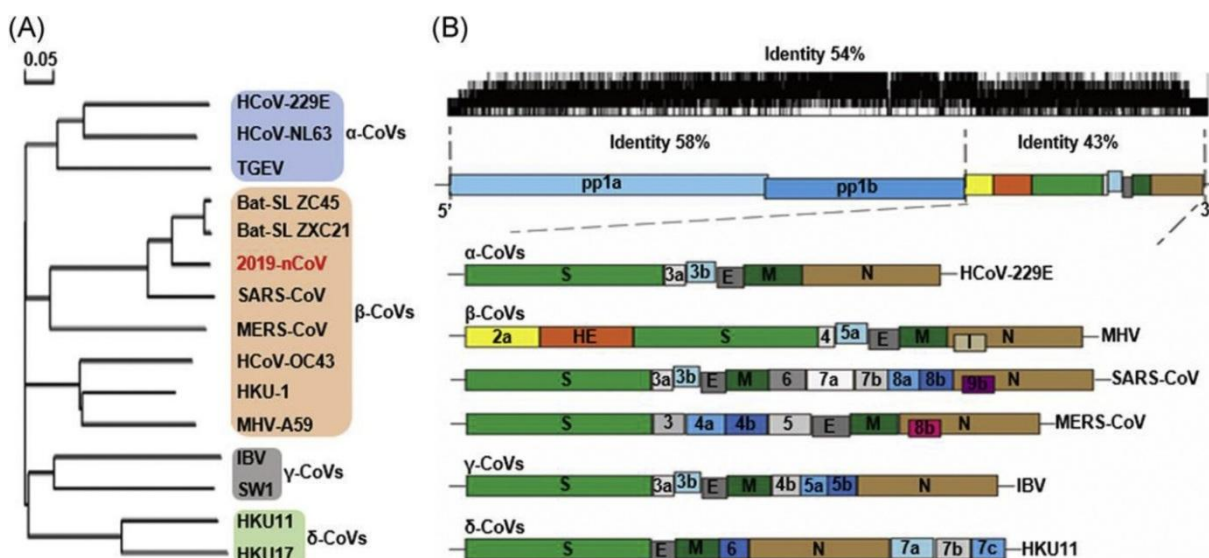 (A)
0.05
HCoV-229E
HCoV-NL63
TGEV
α-CoVs
Bat-SL ZC45
Bat-SL ZXC21
2019-nCoV
SARS-CoV
MERS-CoV
HCoV-OC43
HKU-1
MHV-A59
β-CoVs
IBV
SW1
γ-CoVs
HKU11
HKU17
δ-CoVs
(B)
Identity 54%
Identity 58% Identity 43%
pp1a pp1b
5' 3'
α-CoVs
S 3a 3b E M N HCoV-229E
β-CoVs
2a HE S 4 5a E M I N MHV
S 3a 3b E M 6 7a 7b 8a 8b 9b N SARS-CoV
S 3 4a 4b 5 E M 8b N MERS-CoV
γ-CoVs
S 3a 3b E M 4b 5a 5b N IBV
δ-CoVs
S E M 6 N 7a 7b 7c HKU11